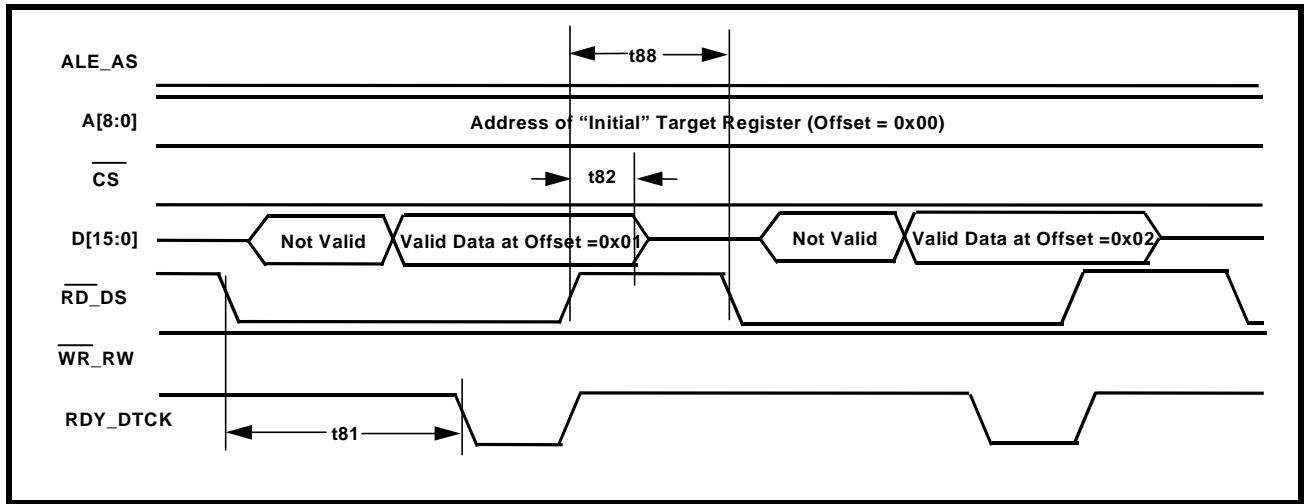 t88
ALE_AS
A[8:0]
Address of “Initial” Target Register (Offset = 0x00)
CS
t82
D[15:0]
Not Valid
Valid Data at Offset =0x01
Not Valid
Valid Data at Offset =0x02
RD_DS
WR_RW
RDY_DTCK
t81